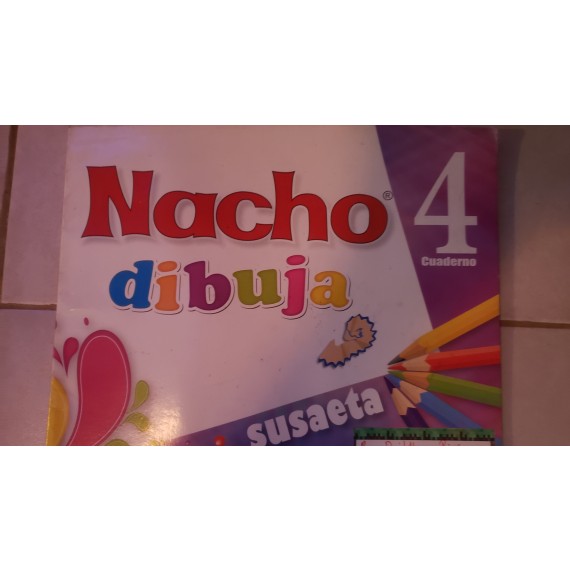 Nacho®
dibuja
4
Cuaderno
susaeta